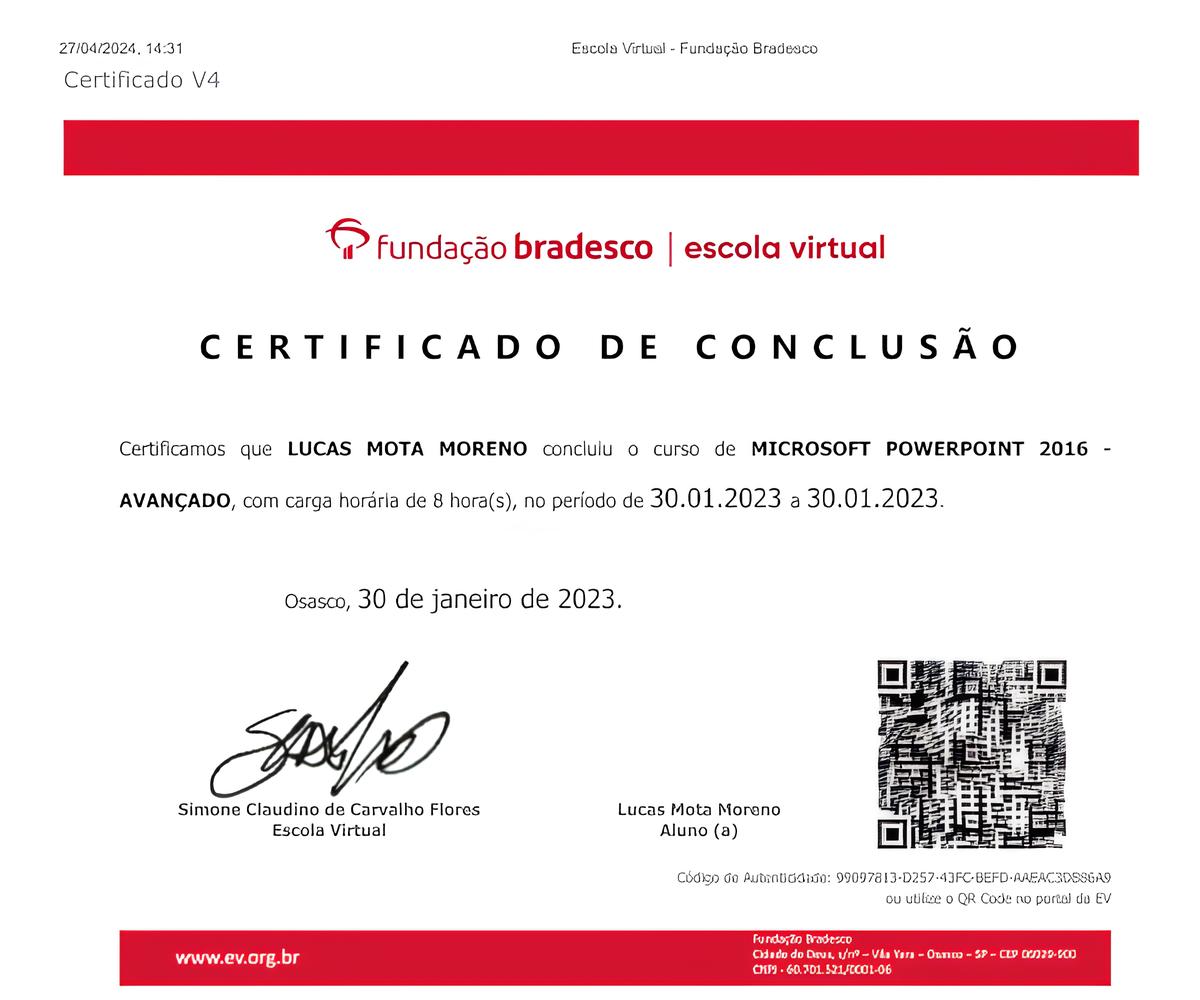 27/04/2024, 14:31 Escola Virtual - Fundação Bradesco
Certificado V4
fundação bradesco | escola virtual
CERTIFICADO DE CONCLUSÃO
Certificamos que LUCAS MOTA MORENO concluiu o curso de MICROSOFT POWERPOINT 2016 -
AVANÇADO, com carga horária de 8 hora(s), no período de 30.01.2023 a 30.01.2023.
Osasco, 30 de janeiro de 2023.
Simone Claudino de Carvalho Flores
Escola Virtual
Lucas Mota Moreno
Aluno (a)
Código de Autenticidade: 99097813-D257-43FC-BEFD-
ou utilize o QR Code no portal da EV
www.ev.org.br
Fundação Bradesco
Cidade de Deus, s/nº – Vila Yara – Osasco – SP – CEP
CNPJ - 60.701.521/0001-06